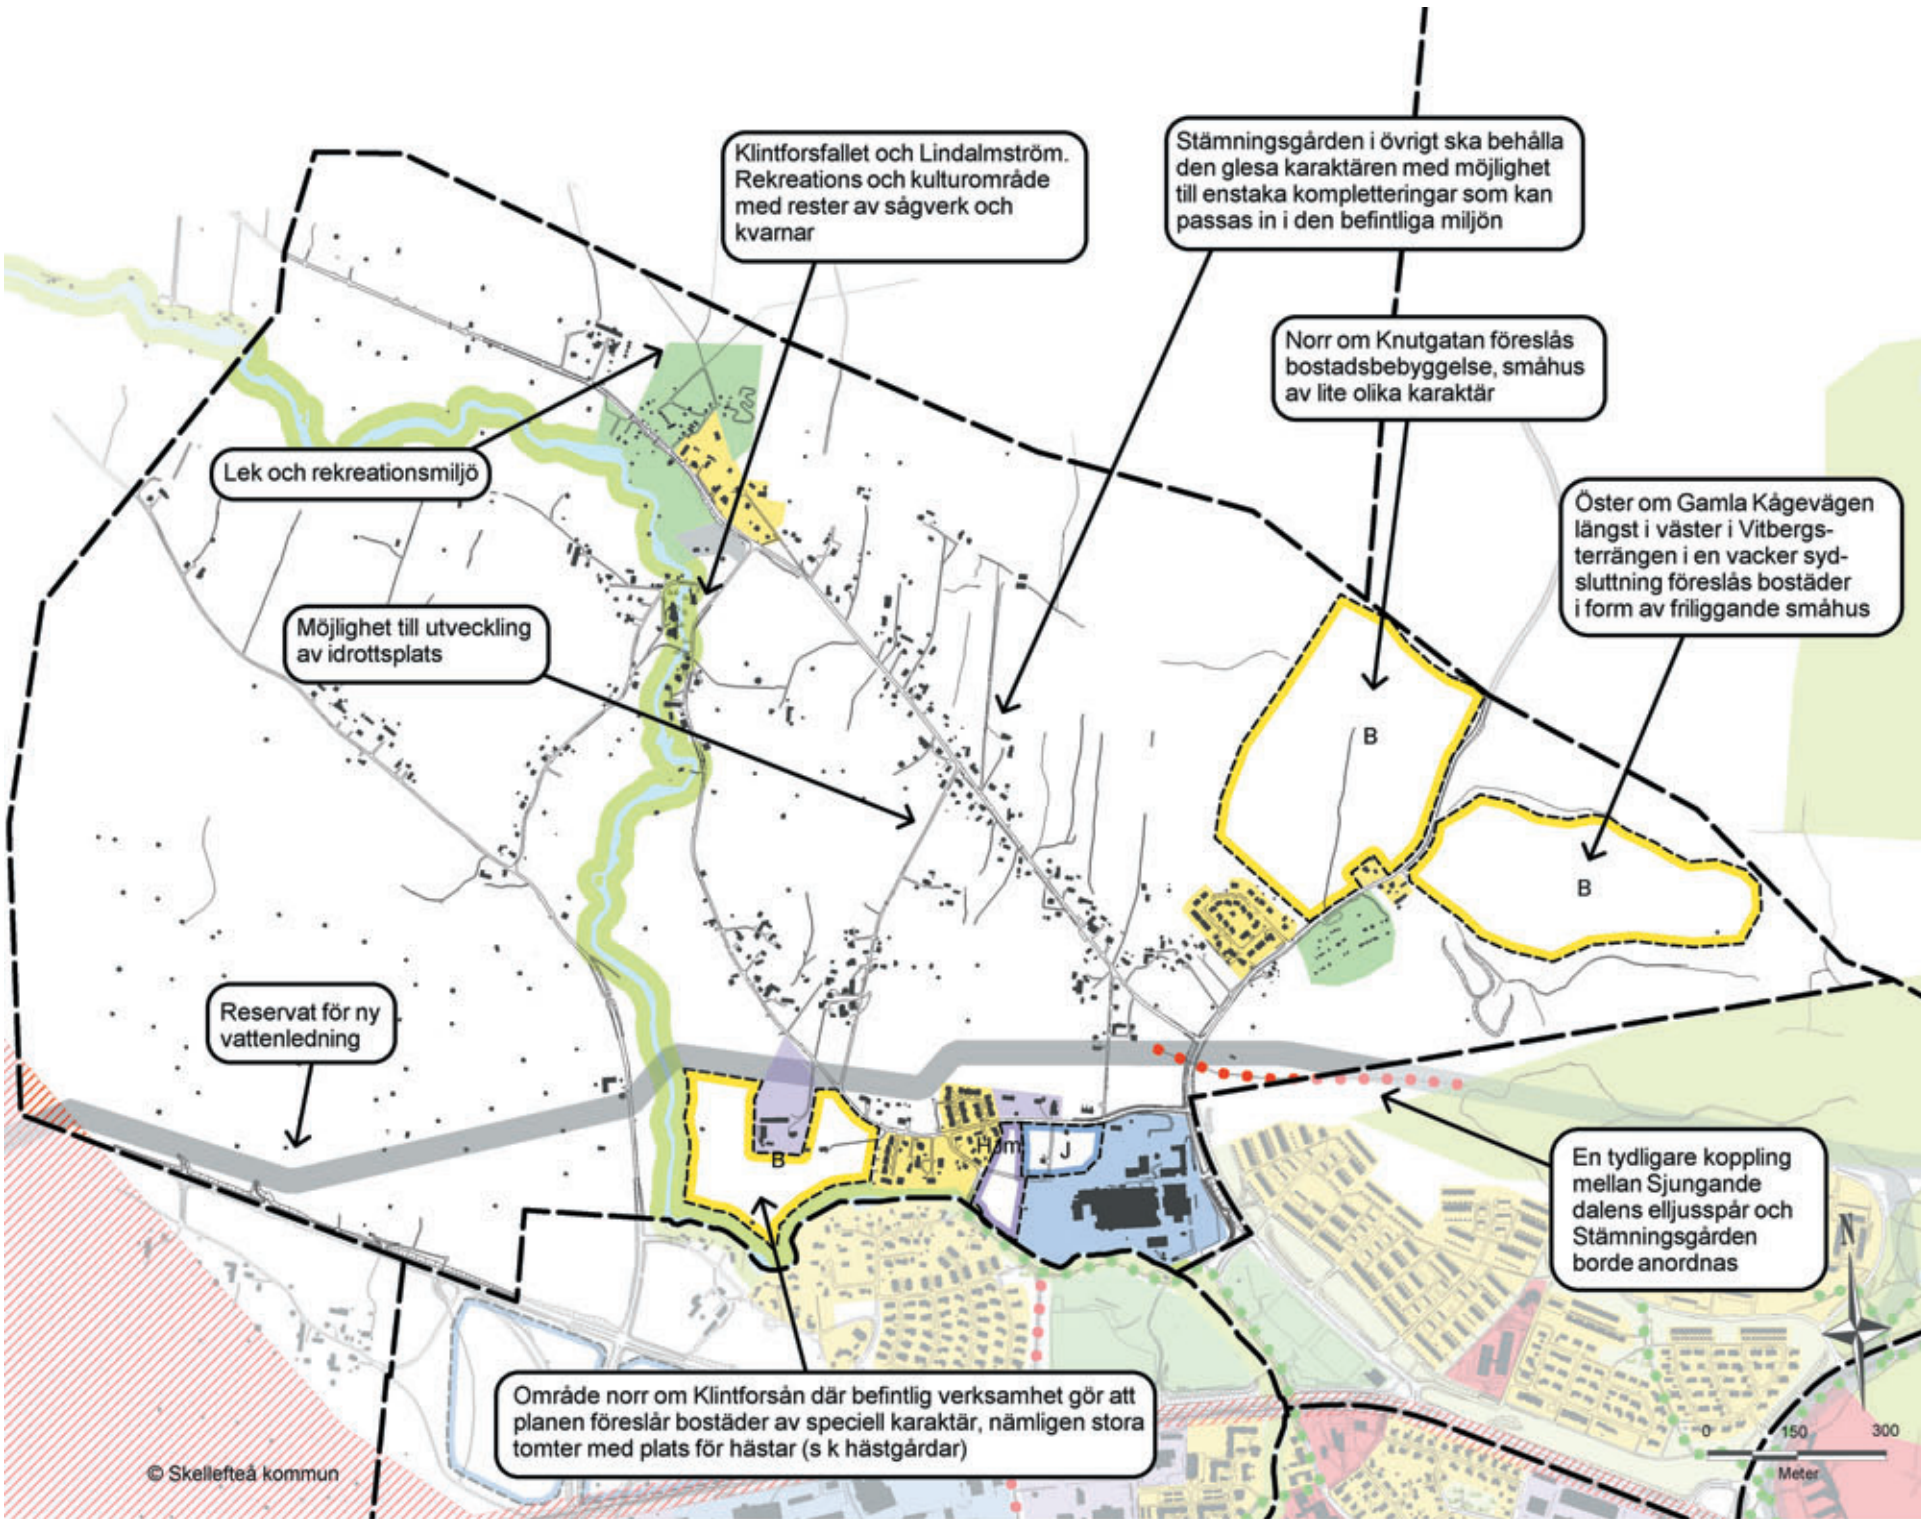 Klintforsfallet och Lindalmström.
Rekreations och kulturområde
med rester av sågverk och
kvarnar
Stämningsgården i övrigt ska behålla
den glesa karaktären med möjlighet
till enstaka kompletteringar som kan
passas in i den befintliga miljön
Norr om Knutgatan föreslås
bostadsbebyggelse, småhus
av lite olika karaktär
Lek och rekreationsmiljö
Öster om Gamla Kågevägen
längst i väster i Vitbergs-
terrängen i en vacker syd-
sluttning föreslås bostäder
i form av friliggande småhus
Möjlighet till utveckling
av idrottsplats
B
B
Reservat för ny
vattenledning
B
J
En tydligare koppling
mellan Sjungande
dalens elljusspår och
Stämningsgården
borde anordnas
N
Område norr om Klintforsån där befintlig verksamhet gör att
planen föreslår bostäder av speciell karaktär, nämligen stora
tomter med plats för hästar (s k hästgårdar)
0 150 300
Meter
© Skellefteå kommun